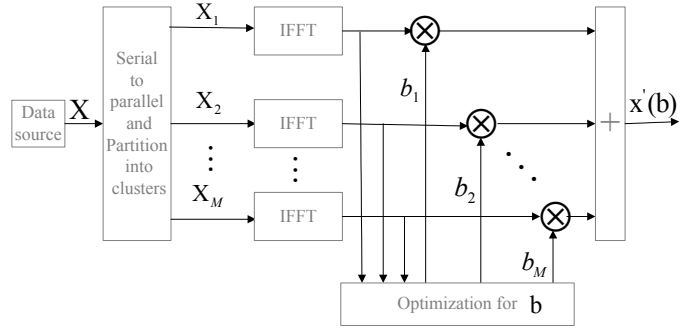 Data
source
X
Serial
to
parallel
and
Partition
into
clusters
X1
X2
XM
IFFT
IFFT
IFFT
b1
b2
bM
+
x'(b)
Optimization for b